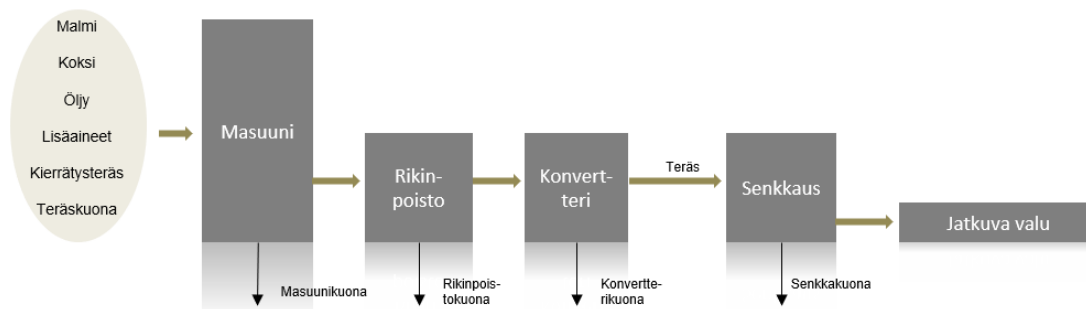 Malmi
Koksi
Öljy
Lisäaineet
Kierrätysteräs
Teräskuona
Masuuni
Rikin-
poisto
Konvert-
teri
Teräs
Senkkaus
Jatkuva valu
Masuunikuona
Rikinpois-
tokuona
Konvertte-
rikuona
Senkkakuona